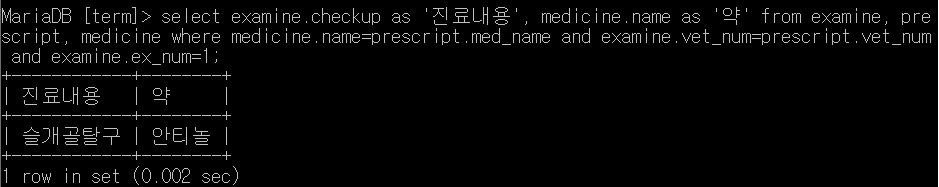 MariaDB [term]> select examine.checkup as '진료내용', medicine.name as '약' from examine, pre
script, medicine where medicine.name=prescript.med_name and examine.vet_num=prescript.vet_num
 and examine.ex_num=1;
+------------+--------+
| 진료내용   | 약     |
+------------+--------+
| 슬개골탈구 | 안티놀 |
+------------+--------+
1 row in set (0.002 sec)